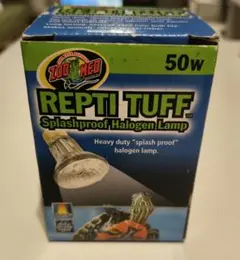 ZOO MED
50W
REPTI TUFF
Splashproof Halogen Lamp
Heavy duty "splash proof"
halogen lamp.